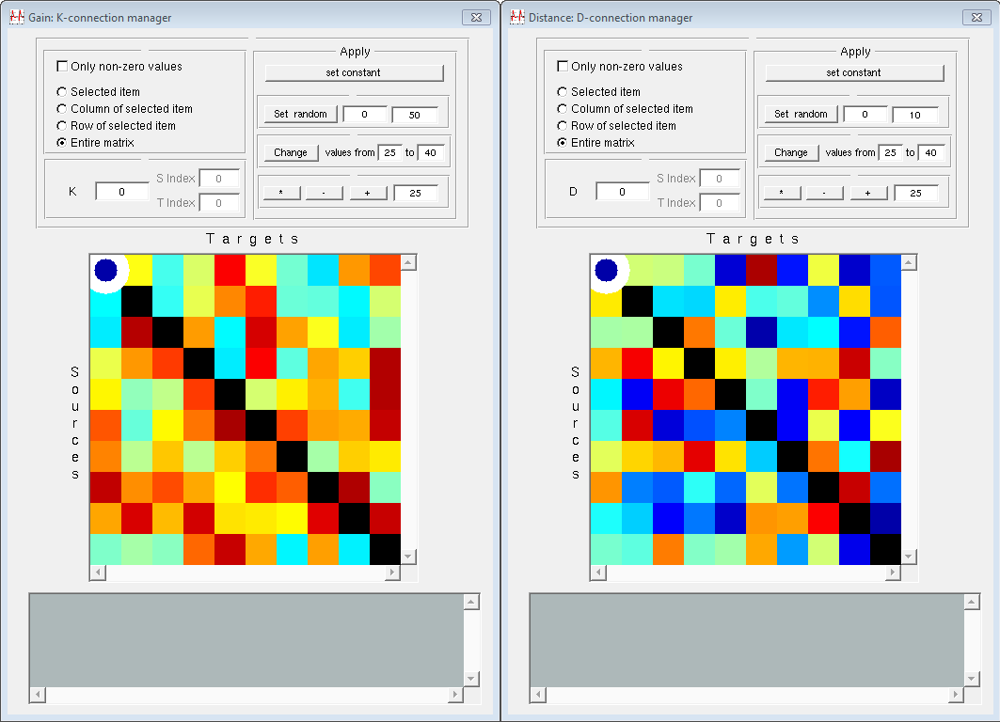 Gain: K-connection manager
Only non-zero values
Selected item
Column of selected item
Row of selected item
Entire matrix
Apply
set constant
Set random 0 50
Change values from 25 to 40
* - + 25
K 0
S Index 0
T Index 0
Targets
Sources
Distance: D-connection manager
Only non-zero values
Selected item
Column of selected item
Row of selected item
Entire matrix
Apply
set constant
Set random 0 10
Change values from 25 to 40
* - + 25
D 0
S Index 0
T Index 0
Targets
Sources